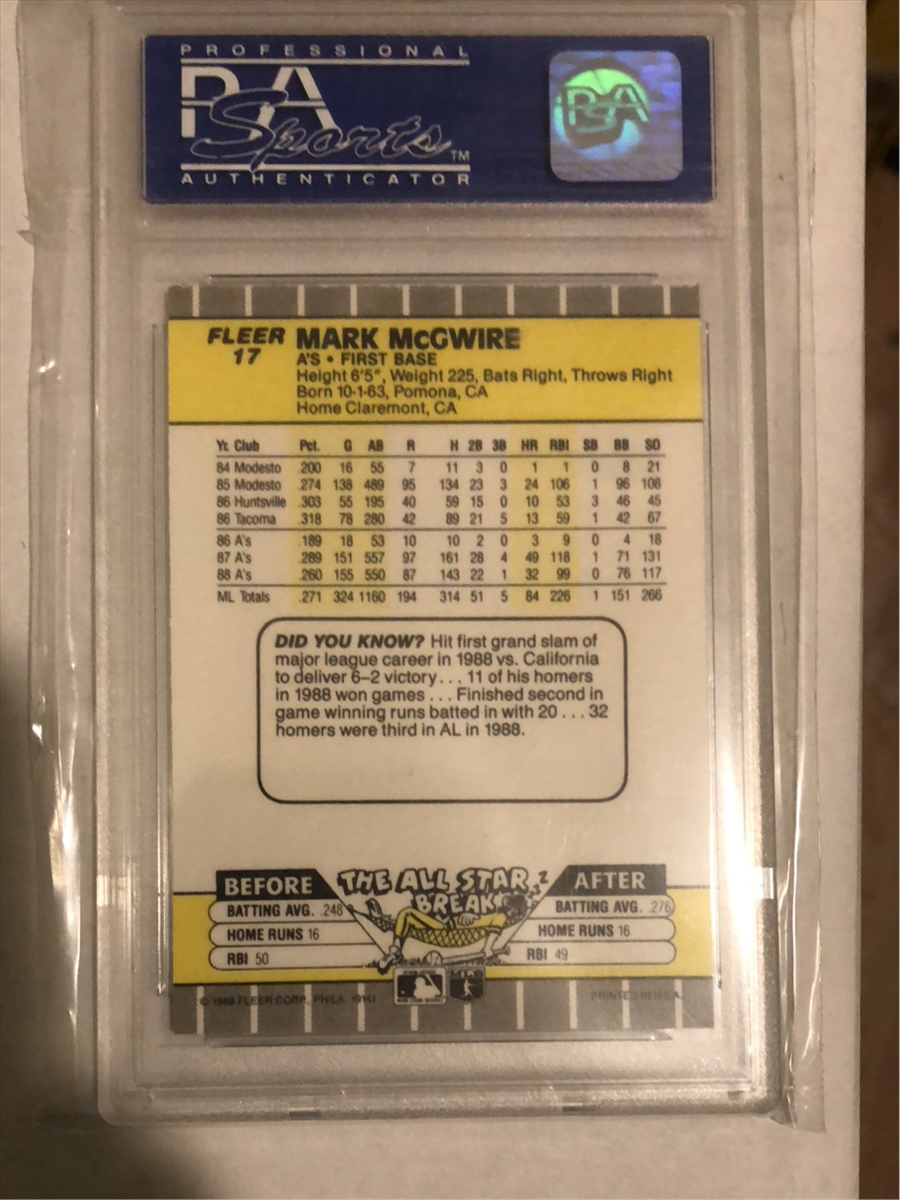 PROFESSIONAL
PSA
Sports TM
AUTHENTICATOR
PSA
FLEER MARK McGWIRE
17 A'S • FIRST BASE
Height 6'5", Weight 225, Bats Right, Throws Right
Born 10-1-63, Pomona, CA
Home Claremont, CA
Yr. Club Pct. G AB R H 2B 3B HR RBI SB BB SO
84 Modesto .200 16 55 7 11 3 0 1 1 0 8 21
85 Modesto .274 138 489 95 134 23 3 24 106 1 96 108
86 Huntsville .303 55 195 40 59 15 0 10 53 3 46 45
86 Tacoma .318 78 280 42 89 21 5 13 59 1 42 67
86 A's .189 18 53 10 10 2 0 3 9 0 4 18
87 A's .289 151 557 97 161 28 4 49 118 1 71 131
88 A's .260 155 550 87 143 22 1 32 99 0 76 117
ML Totals .271 324 1160 194 314 51 5 84 226 1 151 266
DID YOU KNOW? Hit first grand slam of
major league career in 1988 vs. California
to deliver 6–2 victory . . . 11 of his homers
in 1988 won games . . . Finished second in
game winning runs batted in with 20 . . . 32
homers were third in AL in 1988.
BEFORE THE ALL STAR BREAK AFTER
ZZZ
BATTING AVG. .248 BATTING AVG. .276
HOME RUNS 16 HOME RUNS 16
RBI 50 RBI 49
© 1989 FLEER CORP., PHILA. 19141 PRINTED IN U.S.A.